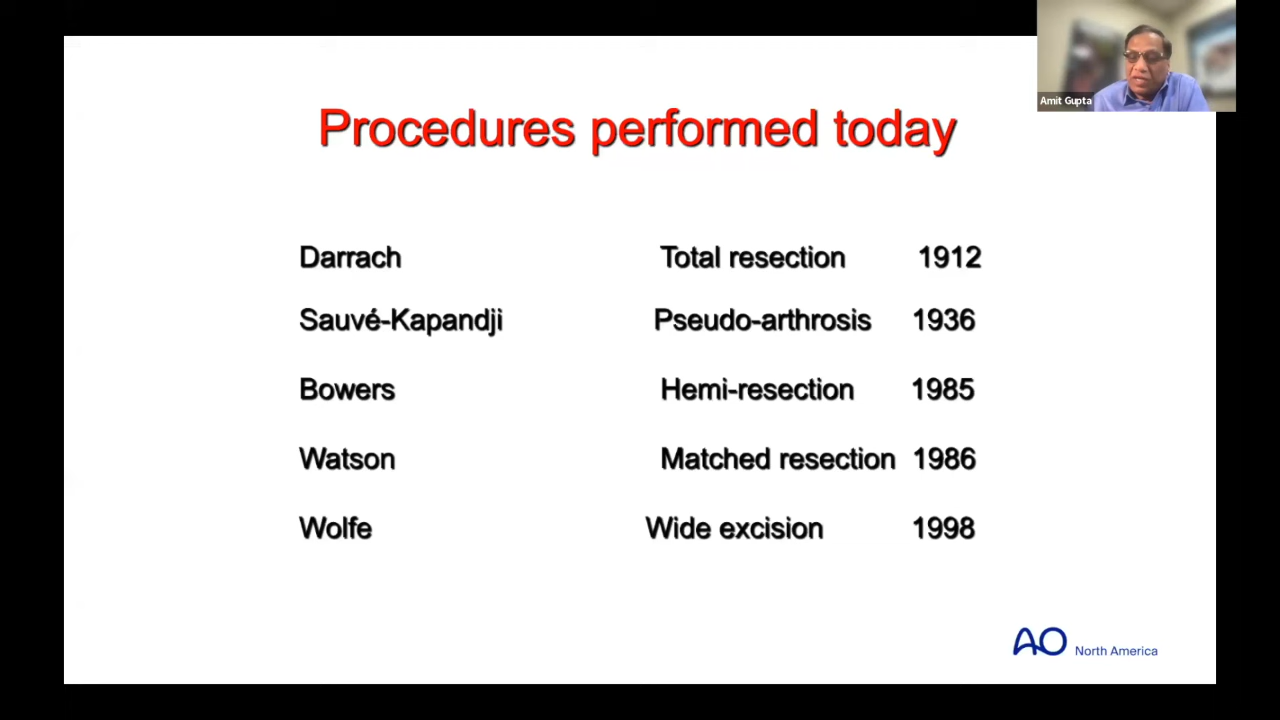 Amit Gupta
Procedures performed today
Darrach Total resection 1912
Sauvé-Kapandji Pseudo-arthrosis 1936
Bowers Hemi-resection 1985
Watson Matched resection 1986
Wolfe Wide excision 1998
AO North America